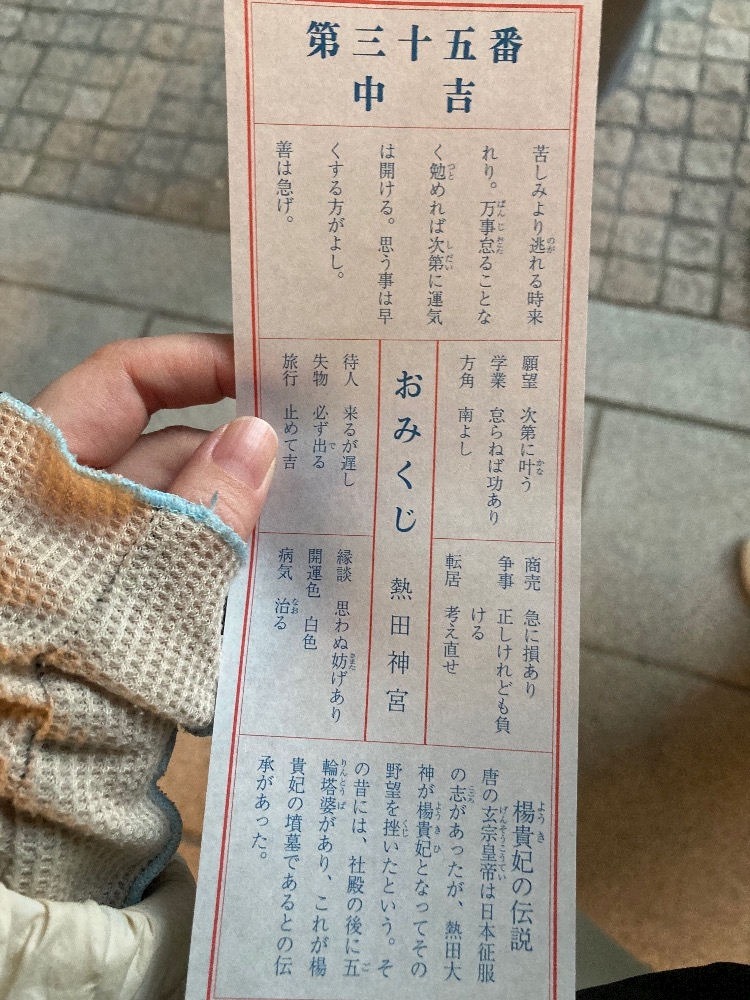 第三十五番
中吉
苦しみより逃れる時来
れり。万事怠ることな
く勉めれば次第に運気
は開ける。思う事は早
くする方がよし。
善は急げ。
願望 次第に叶う
学業 怠らねば功あり
方角 南よし
商売 急に損あり
争事 正しけれども負
ける
転居 考え直せ
おみくじ 熱田神宮
待人 来るが遅し
失物 必ず出る
旅行 止めて吉
縁談 思わぬ妨げあり
開運色 白色
病気 治る
楊貴妃の伝説
唐の玄宗皇帝は日本征服
の志があったが、熱田大
神が楊貴妃となってその
野望を挫いたという。そ
の昔には、社殿の後に五
輪塔婆があり、これが楊
貴妃の墳墓であるとの伝
承があった。